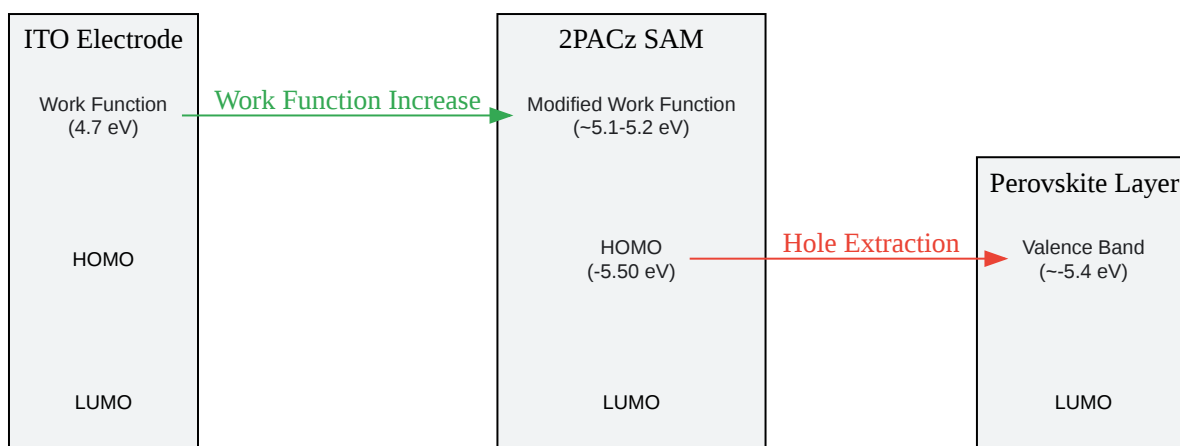 ITO Electrode
Work Function
(4.7 eV)
HOMO
LUMO
Work Function Increase
2PACz SAM
Modified Work Function
(~5.1-5.2 eV)
HOMO
(-5.50 eV)
LUMO
Hole Extraction
Perovskite Layer
Valence Band
(~-5.4 eV)
LUMO